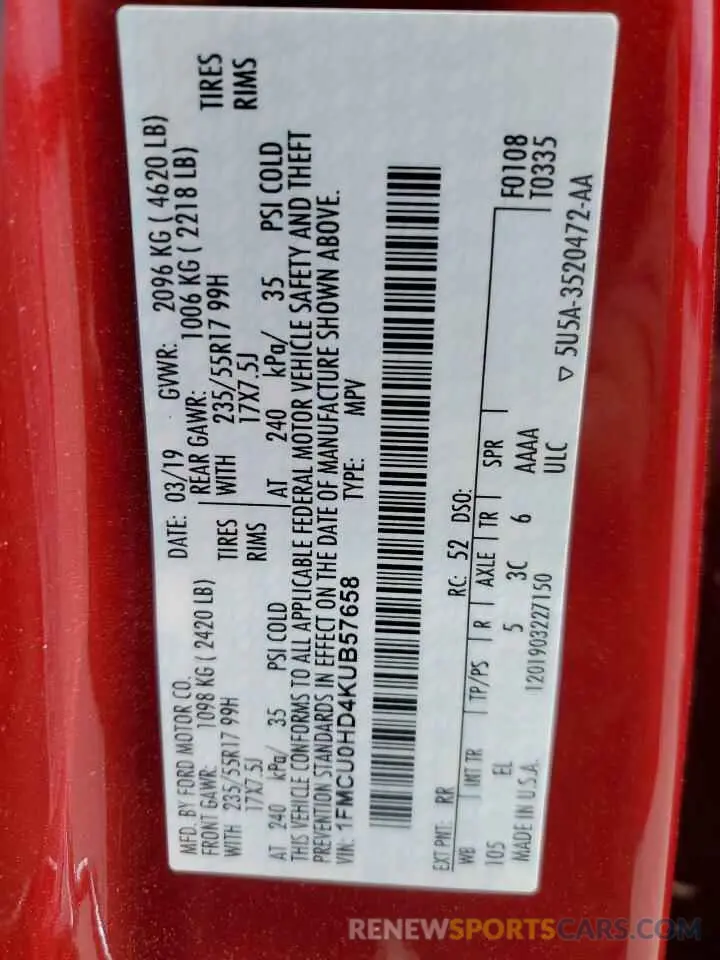 MFD. BY FORD MOTOR CO.
DATE: 03/19 GVWR: 2096 KG ( 4620 LB)
FRONT GAWR: 1098 KG ( 2420 LB) REAR GAWR: 1006 KG ( 2218 LB)
WITH 235/55R17 99H TIRES WITH 235/55R17 99H TIRES
17X7.5J RIMS 17X7.5J RIMS
AT 240 kPa/ 35 PSI COLD AT 240 kPa/ 35 PSI COLD
THIS VEHICLE CONFORMS TO ALL APPLICABLE FEDERAL MOTOR VEHICLE SAFETY AND THEFT
PREVENTION STANDARDS IN EFFECT ON THE DATE OF MANUFACTURE SHOWN ABOVE.
VIN: 1FMCU0HD4KUB57658 TYPE: MPV
EXT PNT: RR RC: 52 DSO:
WB INT TR TP/PS R AXLE TR SPR F0108
105 EL 5 3C 6 AAAA T0335
ULC
MADE IN U.S.A. 1201903227150 ▽ 5U5A-3520472-AA
RENEWSPORTSCARS.COM